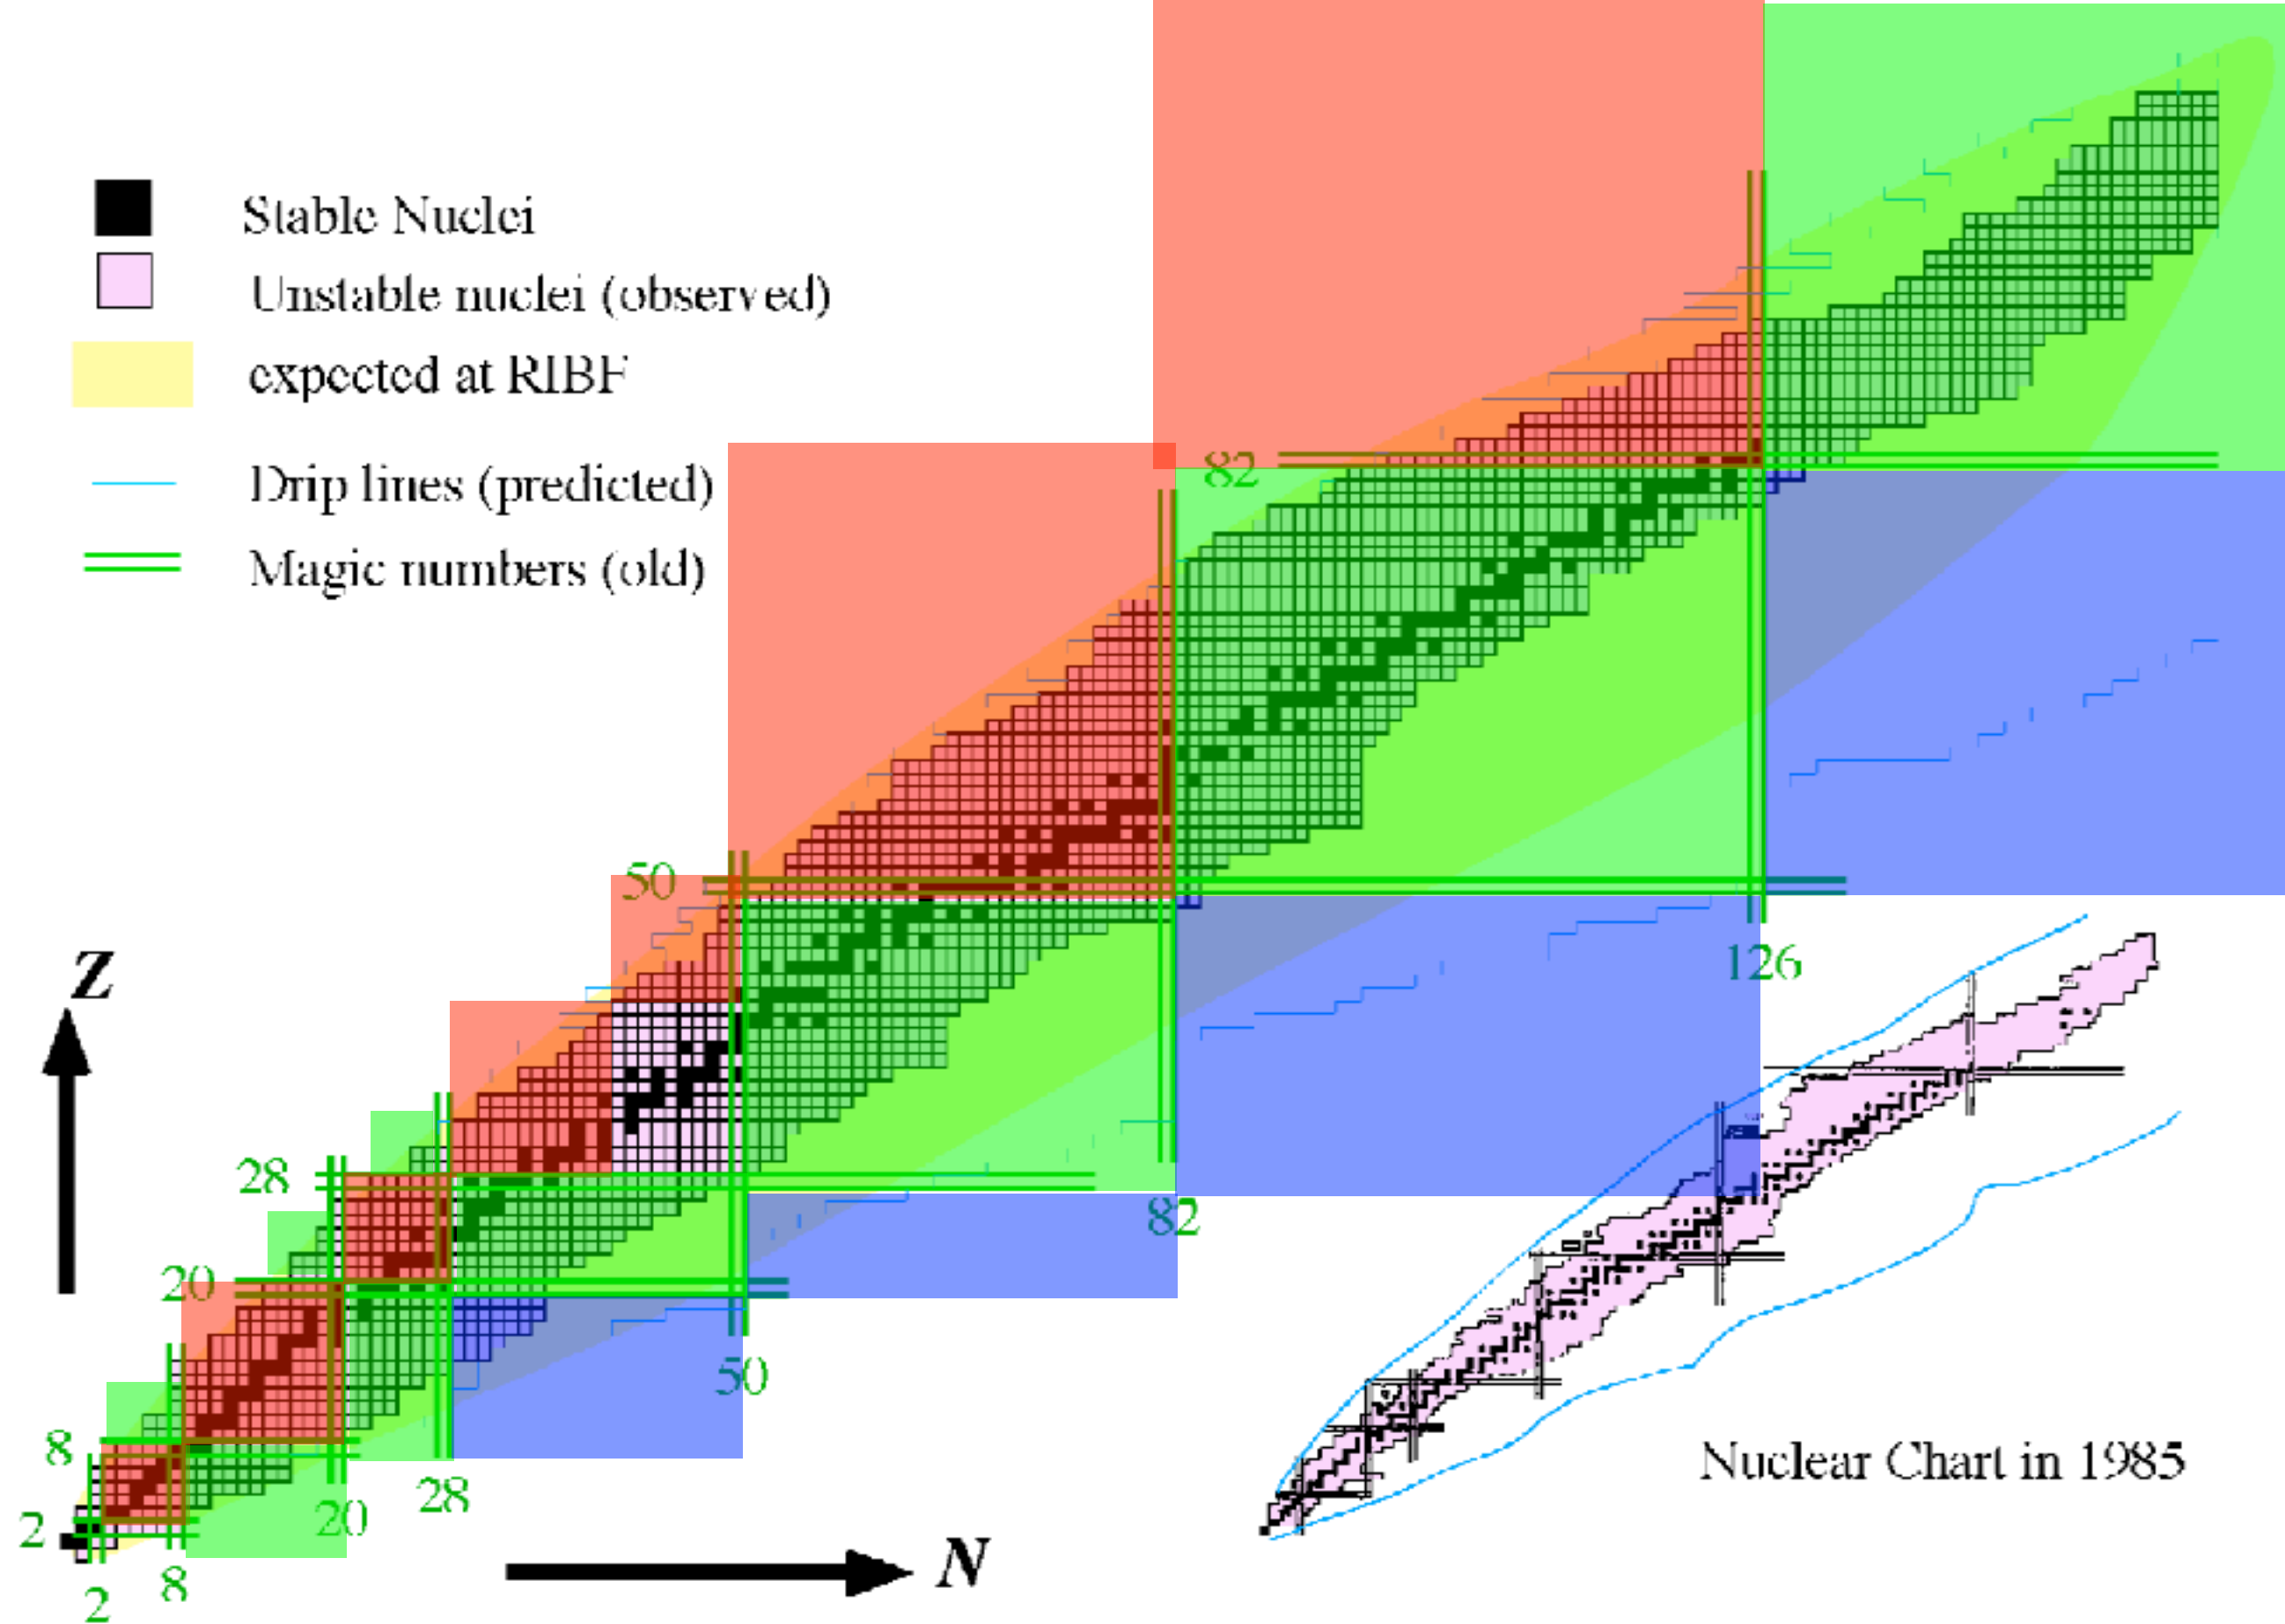 Stable Nuclei
Unstable nuclei (observed)
expected at RIBF
Drip lines (predicted)
Magic numbers (old)
82
50
Z
126
28
82
20
50
8
28
20
2
8
2
N
Nuclear Chart in 1985